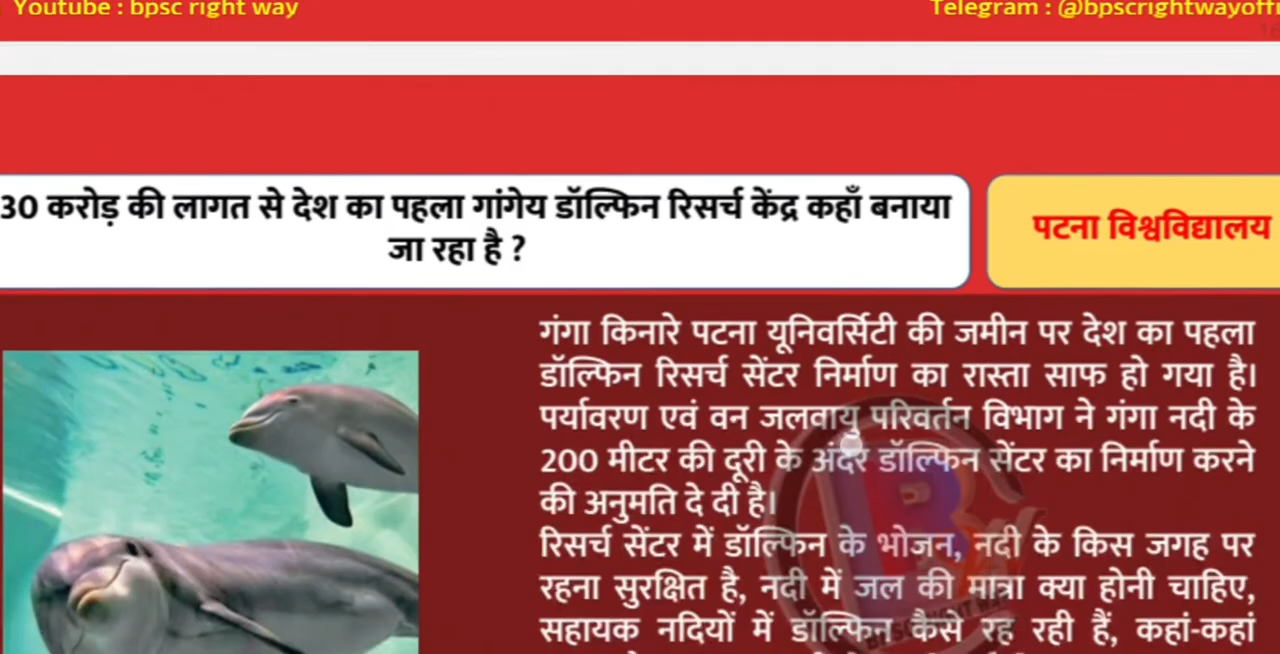 Youtube : bpsc right way
Telegram : @bpscrightwayoffi
30 करोड़ की लागत से देश का पहला गांगेय डॉल्फिन रिसर्च केंद्र कहाँ बनाया
जा रहा है ?
पटना विश्वविद्यालय
गंगा किनारे पटना यूनिवर्सिटी की जमीन पर देश का पहला
डॉल्फिन रिसर्च सेंटर निर्माण का रास्ता साफ हो गया है।
पर्यावरण एवं वन जलवायु परिवर्तन विभाग ने गंगा नदी के
200 मीटर की दूरी के अंदर डॉल्फिन सेंटर का निर्माण करने
की अनुमति दे दी है।
रिसर्च सेंटर में डॉल्फिन के भोजन, नदी के किस जगह पर
रहना सुरक्षित है, नदी में जल की मात्रा क्या होनी चाहिए,
सहायक नदियों में डॉल्फिन कैसे रह रही हैं, कहां-कहां